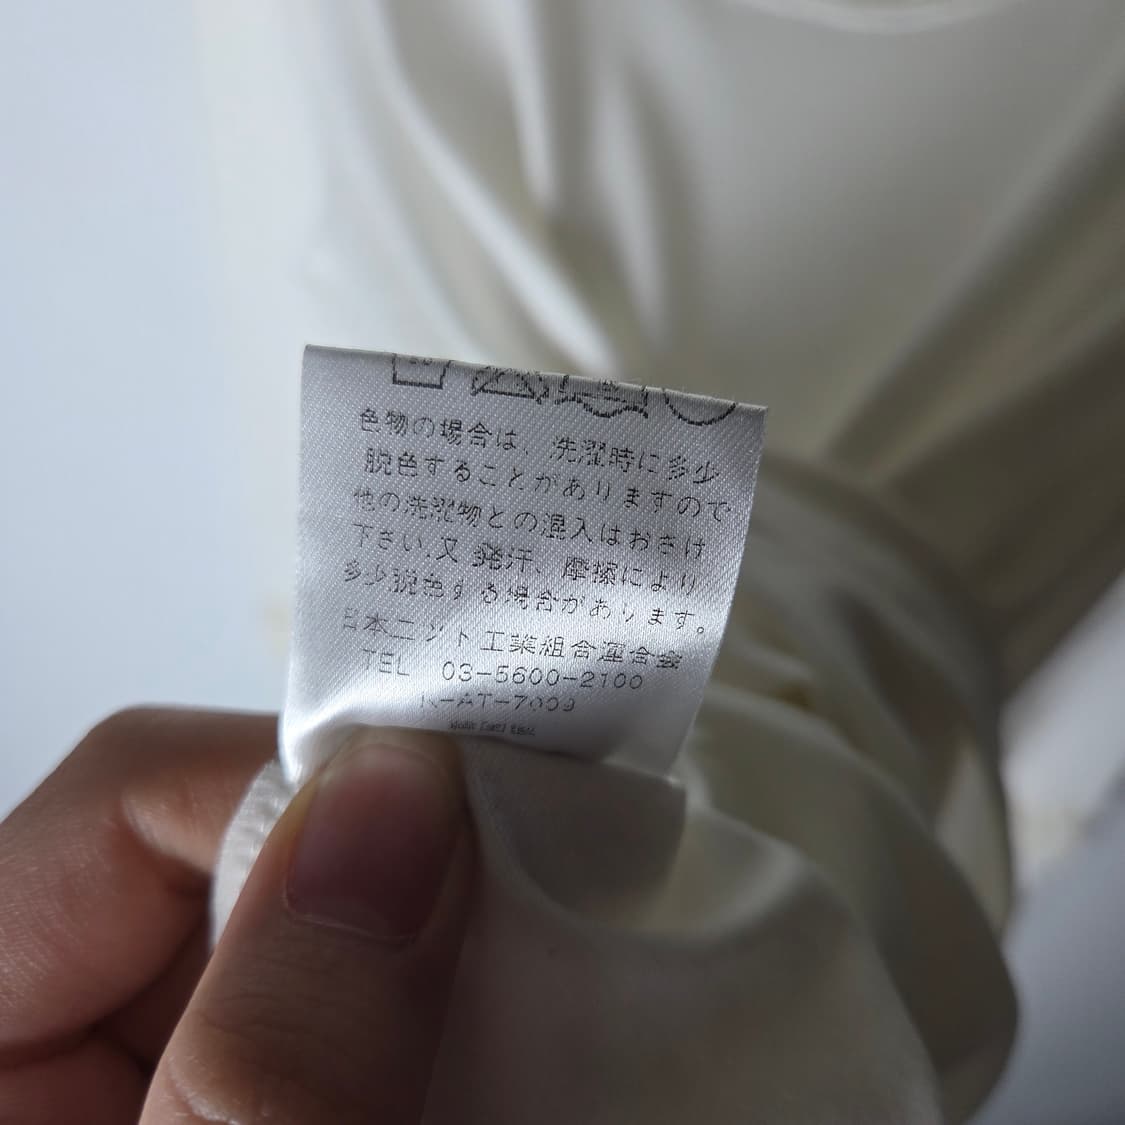 色物の場合は、洗濯時に多少
脱色することがありますので
他の洗濯物との混入はおさけ
下さい.又 発汗、摩擦により
多少脱色する場合があります。
日本ニット工業組合連合会
TEL 03-5600-2100
K-AT-7009